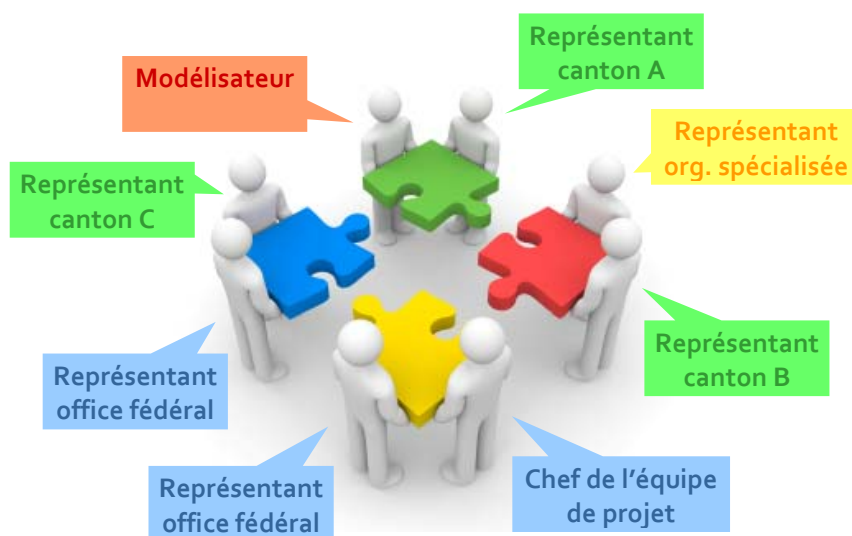 Représentant
canton A
Modélisateur
Représentant
org. spécialisée
Représentant
canton C
Représentant
canton B
Représentant
office fédéral
Chef de l'équipe
de projet
Représentant
office fédéral